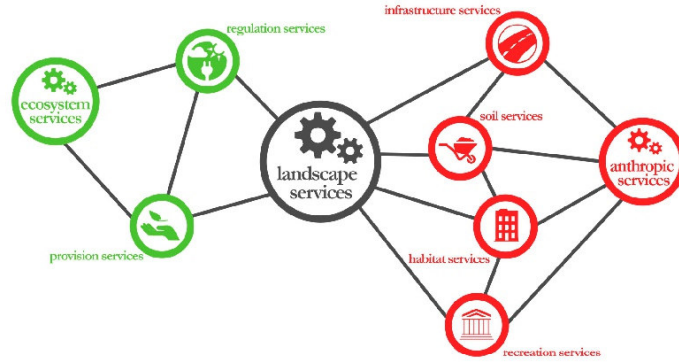 infrastructure services
regulation services
ecosystem
services
soil services
landscape
services
anthropic
services
provision services
habitat services
recreation services